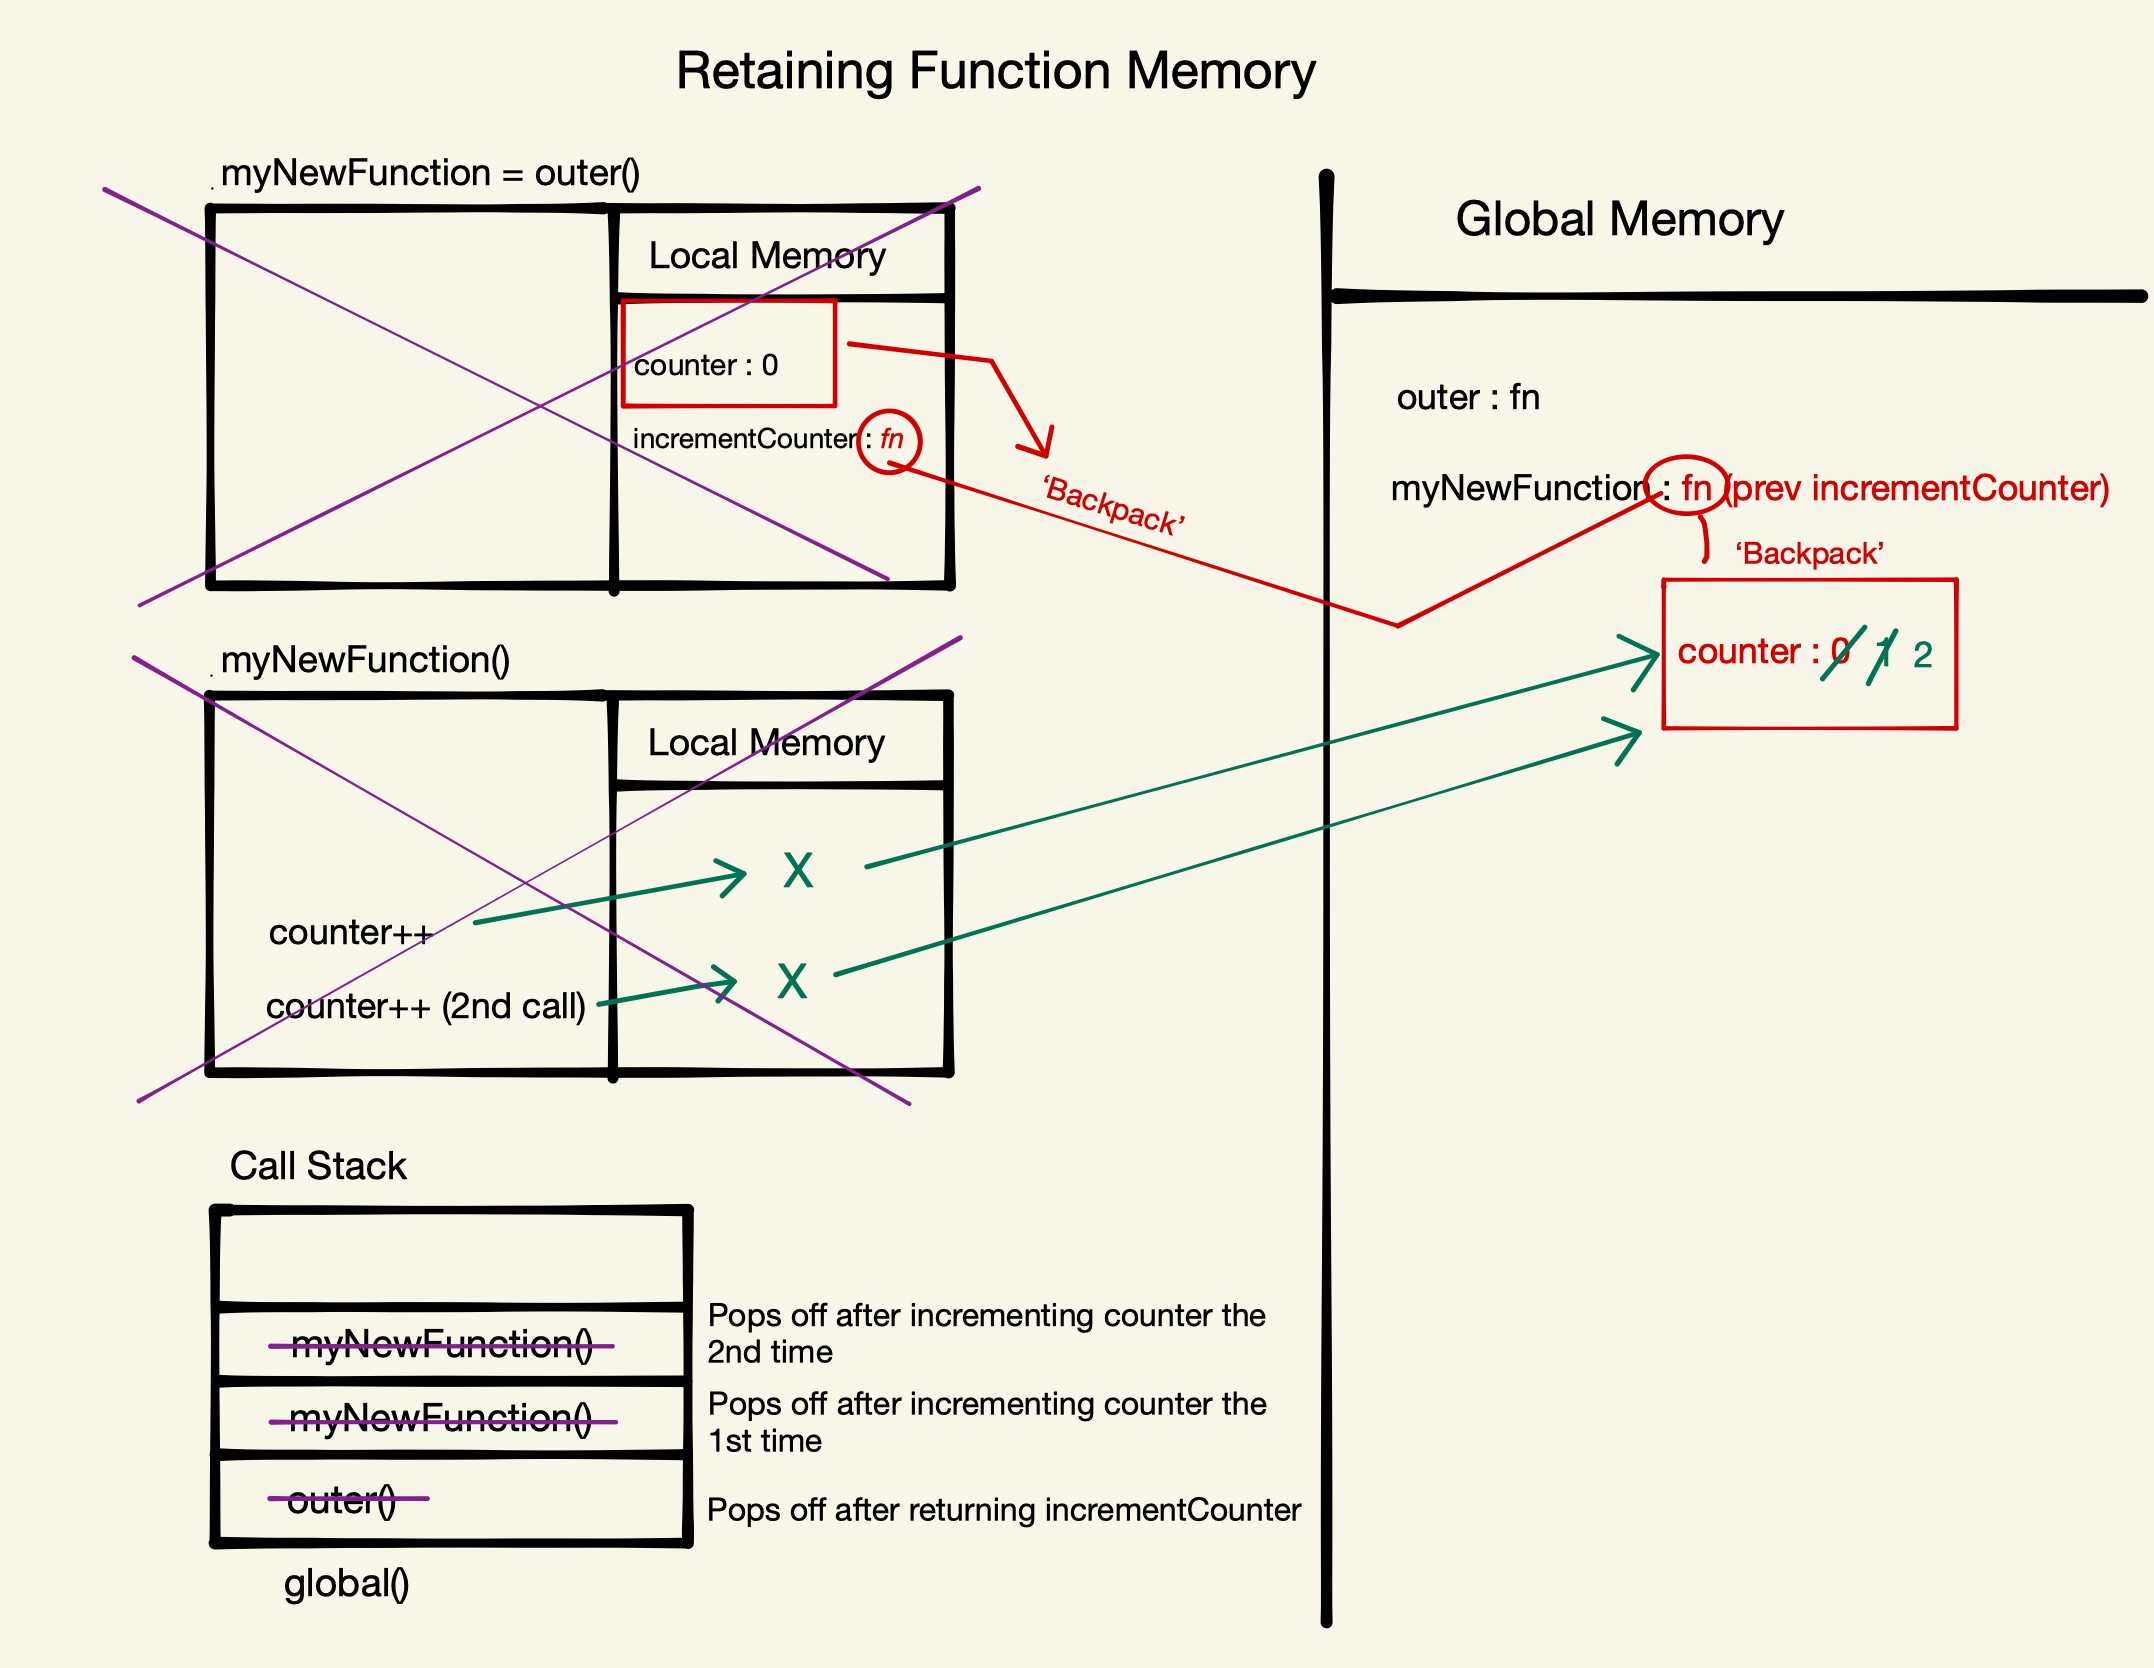 Retaining Function Memory
myNewFunction = outer()
Local Memory
counter : 0
incrementCounter : fn
'Backpack'
Global Memory
outer : fn
myNewFunction : fn (prev incrementCounter)
'Backpack'
counter : 0 1 2
myNewFunction()
Local Memory
X
counter++
X
counter++ (2nd call)
Call Stack
myNewFunction()
Pops off after incrementing counter the
2nd time
myNewFunction()
Pops off after incrementing counter the
1st time
outer()
Pops off after returning incrementCounter
global()